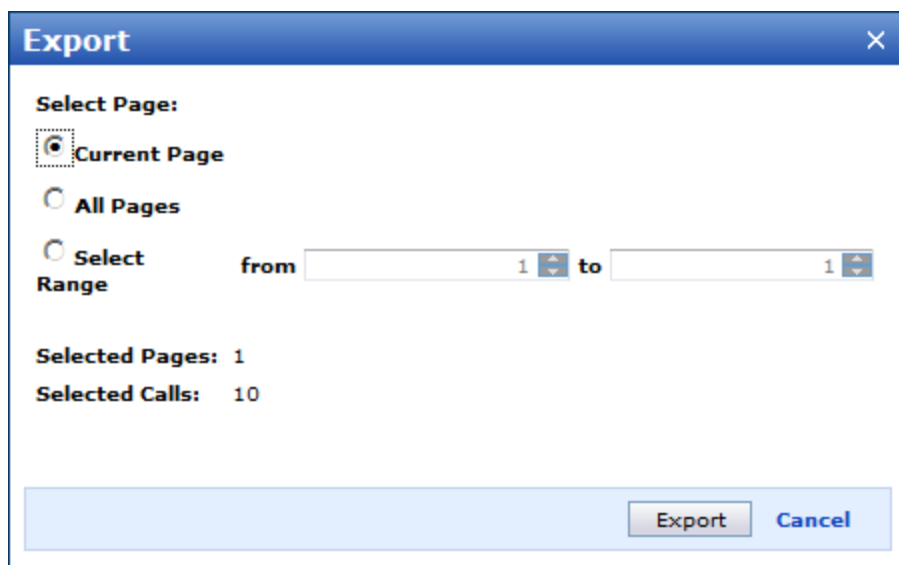 Export
Select Page:
Current Page
All Pages
Select Range from 1 to 1
Selected Pages: 1
Selected Calls: 10
Export Cancel